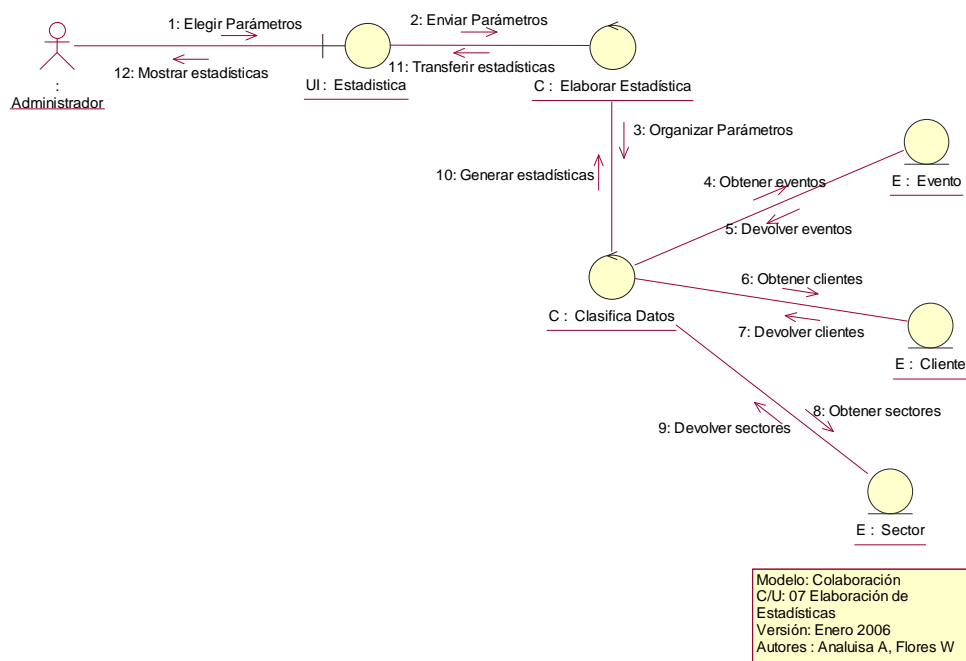 1: Elegir Parámetros
12: Mostrar estadísticas
:
Administrador
UI : Estadistica
2: Enviar Parámetros
11: Transferir estadísticas
C : Elaborar Estadística
3: Organizar Parámetros
10: Generar estadísticas
4: Obtener eventos
5: Devolver eventos
E : Evento
C : Clasifica Datos
6: Obtener clientes
7: Devolver clientes
E : Cliente
8: Obtener sectores
9: Devolver sectores
E : Sector
Modelo: Colaboración
C/U: 07 Elaboración de
Estadísticas
Versión: Enero 2006
Autores : Analuisa A, Flores W